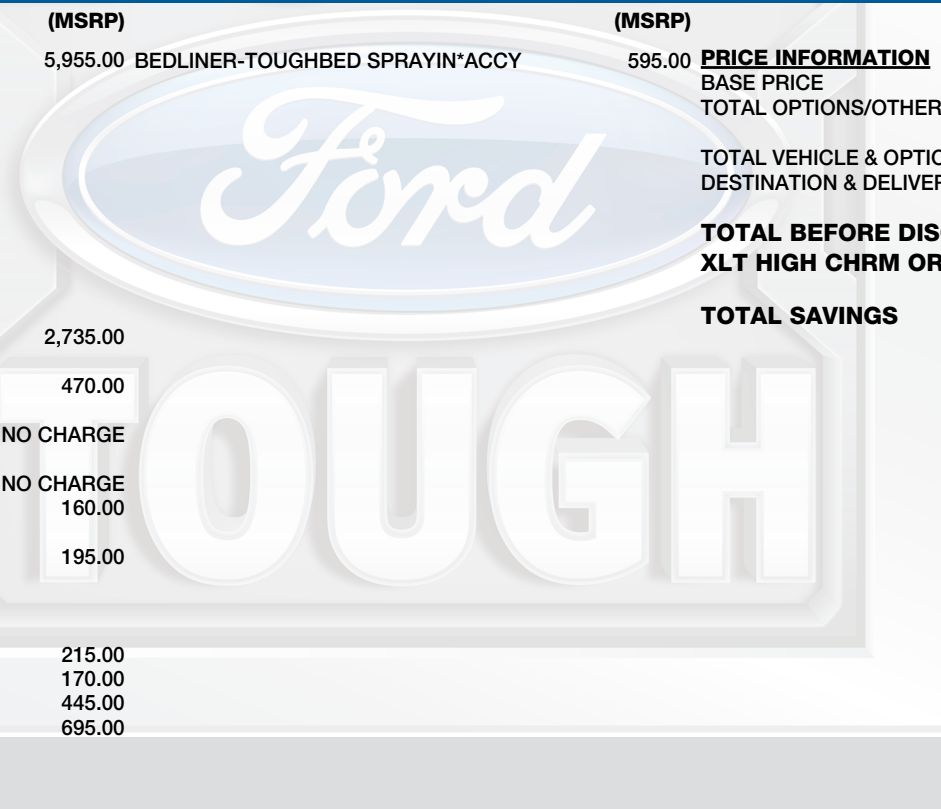 (MSRP) (MSRP)
5,955.00 BEDLINER-TOUGHBED SPRAYIN*ACCY 595.00 PRICE INFORMATION
BASE PRICE
TOTAL OPTIONS/OTHER
TOTAL VEHICLE & OPTIO
DESTINATION & DELIVER
TOTAL BEFORE DIS
XLT HIGH CHRM OR
TOTAL SAVINGS
2,735.00
470.00
NO CHARGE
NO CHARGE
160.00
195.00
215.00
170.00
445.00
695.00
Ford
TOUGH